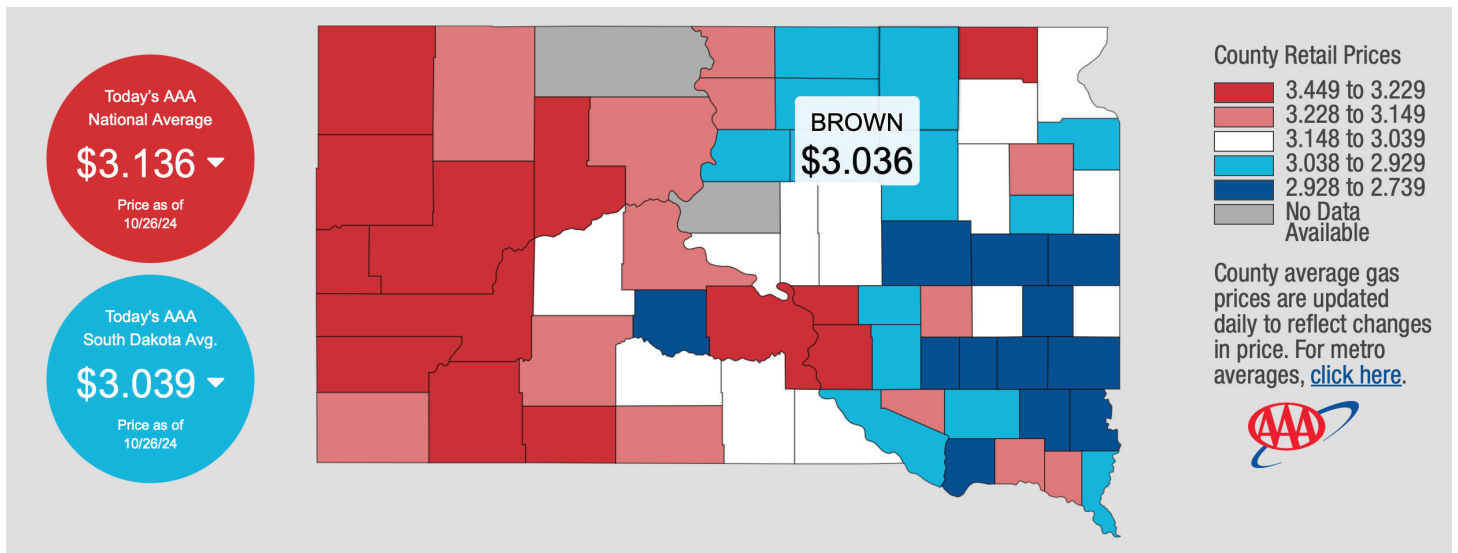 Today's AAA
National Average
$3.136
Price as of
10/26/24
Today's AAA
South Dakota Avg.
$3.039
Price as of
10/26/24
BROWN
$3.036
County Retail Prices
3.449 to 3.229
3.228 to 3.149
3.148 to 3.039
3.038 to 2.929
2.928 to 2.739
No Data
Available
County average gas
prices are updated
daily to reflect changes
in price. For metro
averages, click here.
AAA